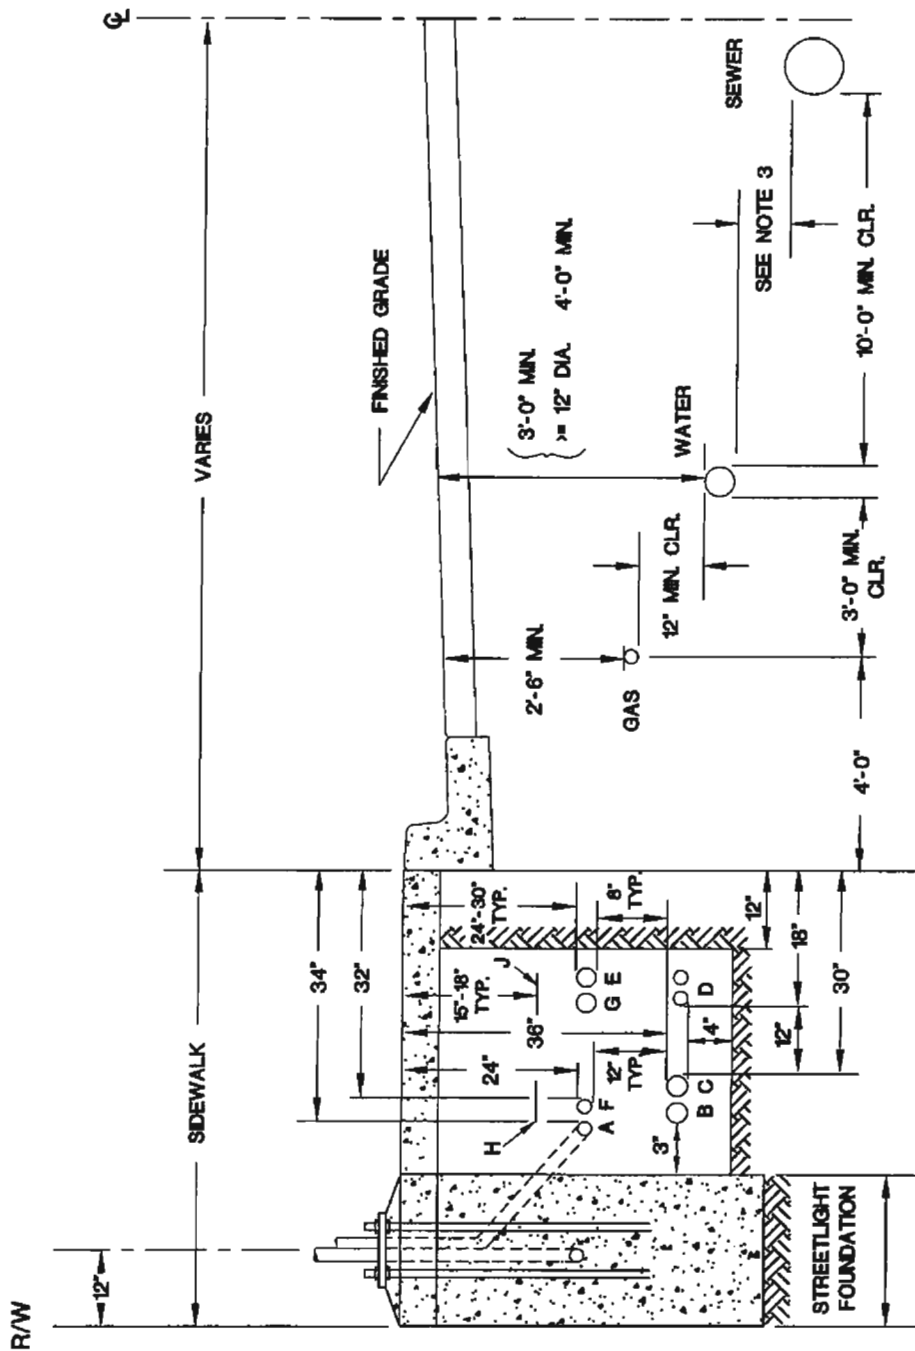 R/W
℄
SIDEWALK
VARIES
12"
34"
32"
FINISHED GRADE
15"-18"
TYP.
24"-30"
TYP.
24"
36"
H
J
A F
G E
12"
TYP
8"
TYP.
B C
D
3"
4"
12"
12"
18"
30"
STREETLIGHT
FOUNDATION
2'-6" MIN.
GAS
12" MIN. CLR.
3'-0" MIN.
>= 12" DIA. 4'-0" MIN.
WATER
SEWER
SEE NOTE 3
4'-0"
3'-0" MIN.
CLR.
10'-0" MIN. CLR.